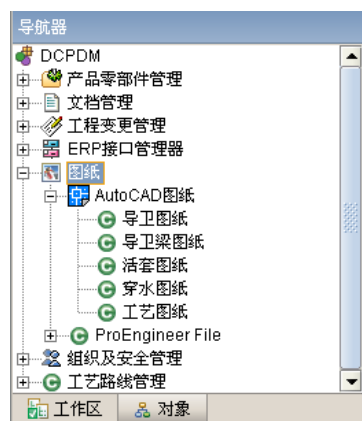 导航器
DCPDM
产品零部件管理
文档管理
工程变更管理
ERP接口管理器
图纸
AutoCAD图纸
导卫图纸
导卫梁图纸
活套图纸
穿水图纸
工艺图纸
ProEngineer File
组织及安全管理
工艺路线管理
工作区 对象